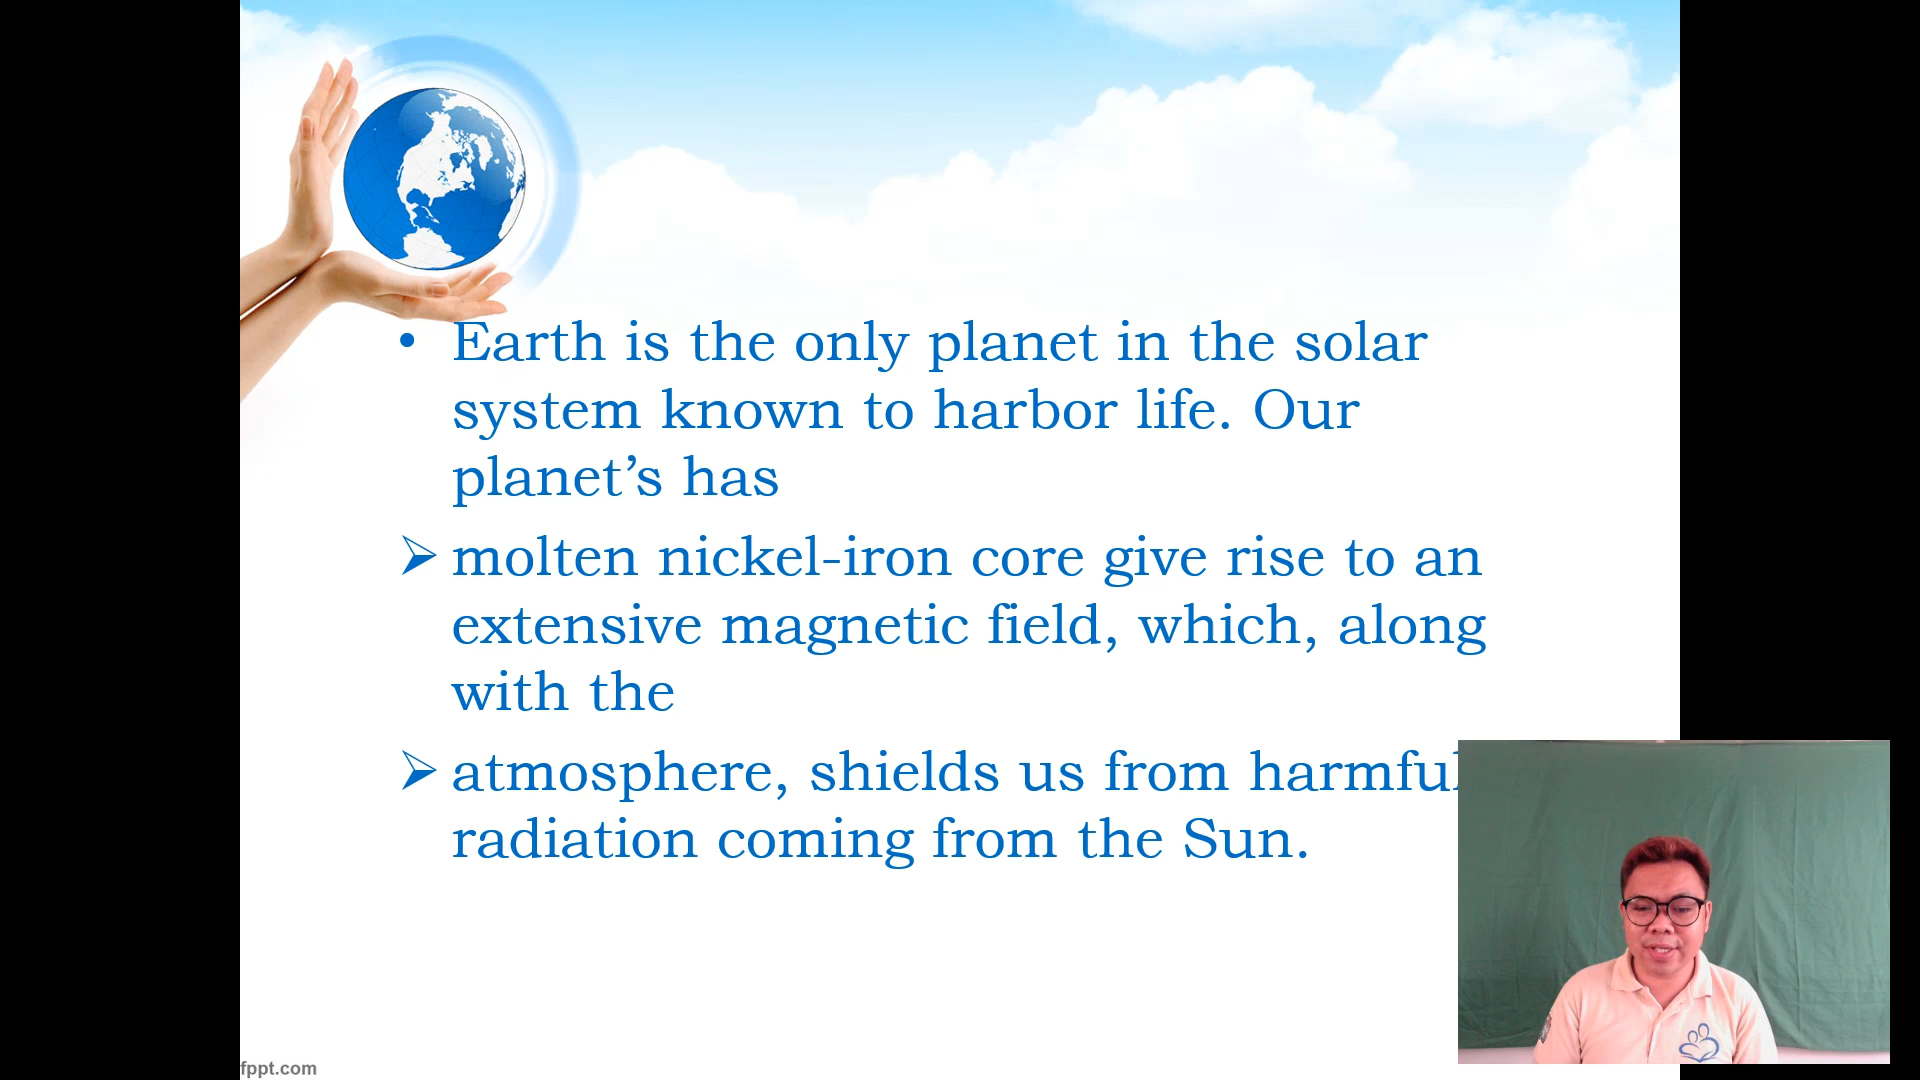 • Earth is the only planet in the solar
system known to harbor life. Our
planet’s has
➢ molten nickel-iron core give rise to an
extensive magnetic field, which, along
with the
➢ atmosphere, shields us from harmful
radiation coming from the Sun.
fppt.com